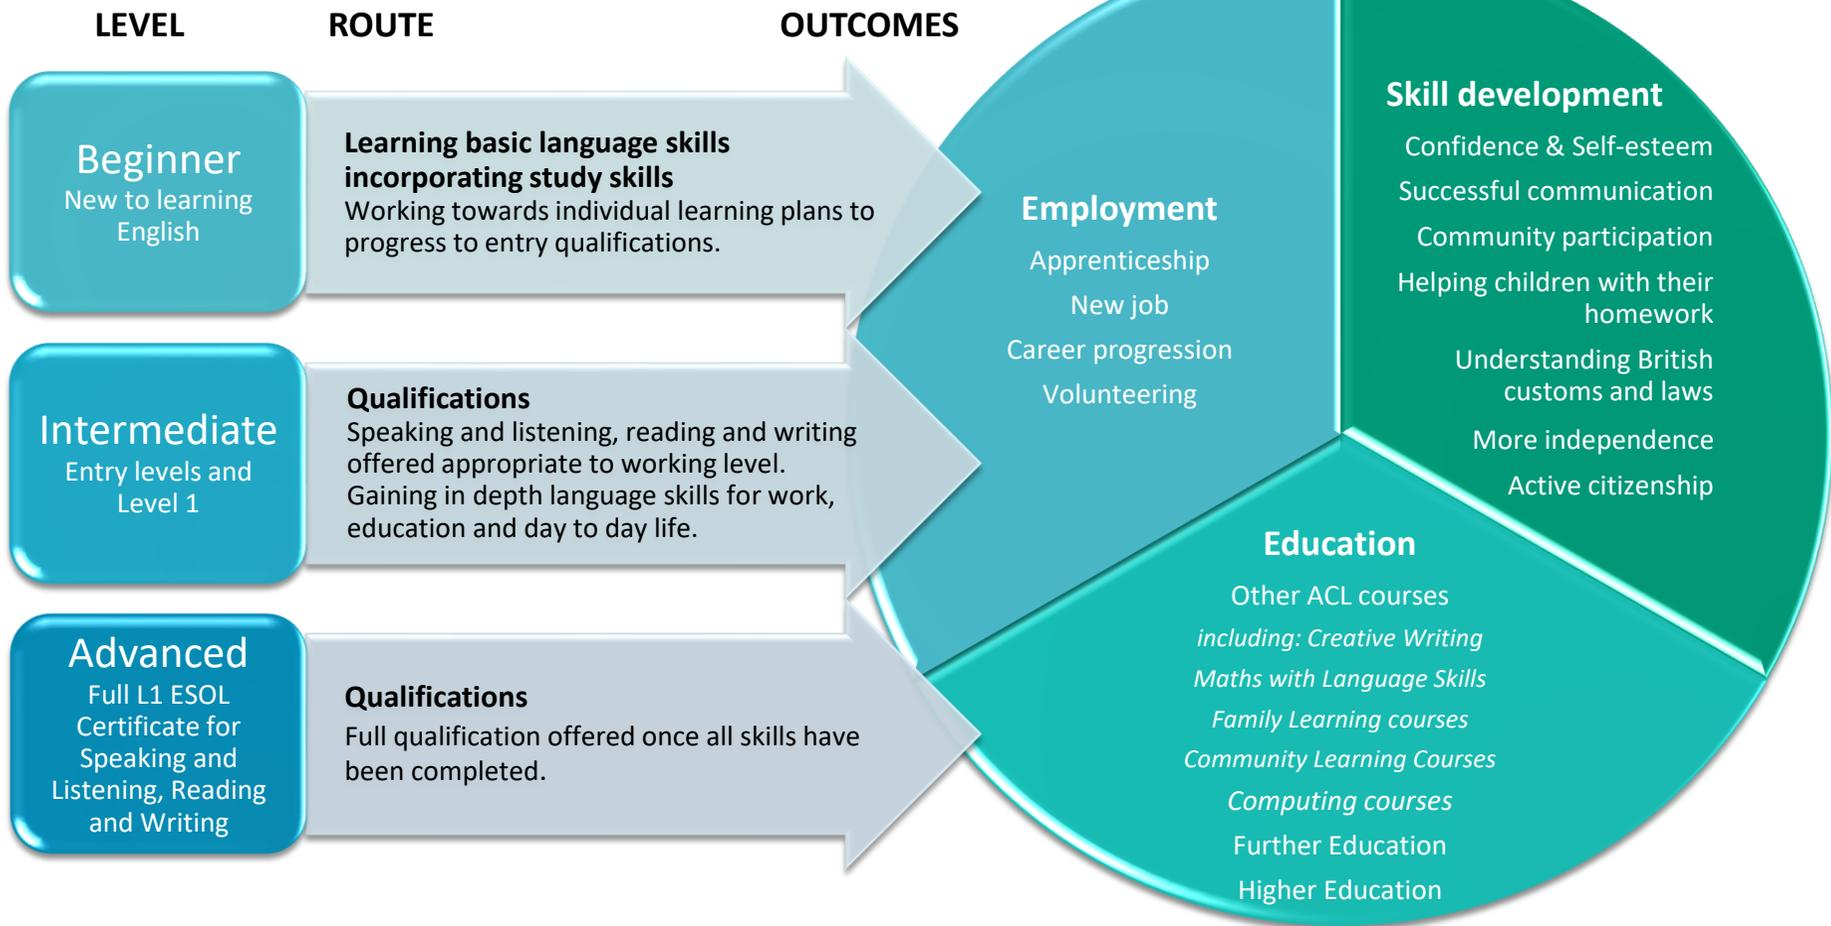 LEVEL
ROUTE
OUTCOMES
Beginner
New to learning
English
Learning basic language skills
incorporating study skills
Working towards individual learning plans to
progress to entry qualifications.
Intermediate
Entry levels and
Level 1
Qualifications
Speaking and listening, reading and writing
offered appropriate to working level.
Gaining in depth language skills for work,
education and day to day life.
Advanced
Full L1 ESOL
Certificate for
Speaking and
Listening, Reading
and Writing
Qualifications
Full qualification offered once all skills have
been completed.
Employment
Apprenticeship
New job
Career progression
Volunteering
Skill development
Confidence & Self-esteem
Successful communication
Community participation
Helping children with their
homework
Understanding British
customs and laws
More independence
Active citizenship
Education
Other ACL courses
including: Creative Writing
Maths with Language Skills
Family Learning courses
Community Learning Courses
Computing courses
Further Education
Higher Education